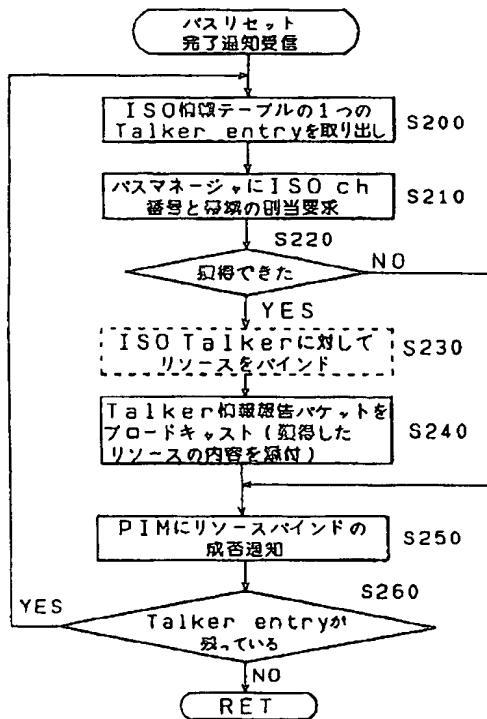 バスリセット
完了通知受信
ISO情報テーブルの1つの
Talker entryを取り出し
S200
バスマネージャにISO ch
番号と帯域の割当要求
S210
S220
獲得できた
NO
YES
ISO Talkerに対して
リソースをバインド
S230
Talker情報報告パケットを
ブロードキャスト(獲得した
リソースの内容を添付)
S240
PIMにリソースバインドの
成否通知
S250
S260
YES
Talker entryが
残っている
NO
RET